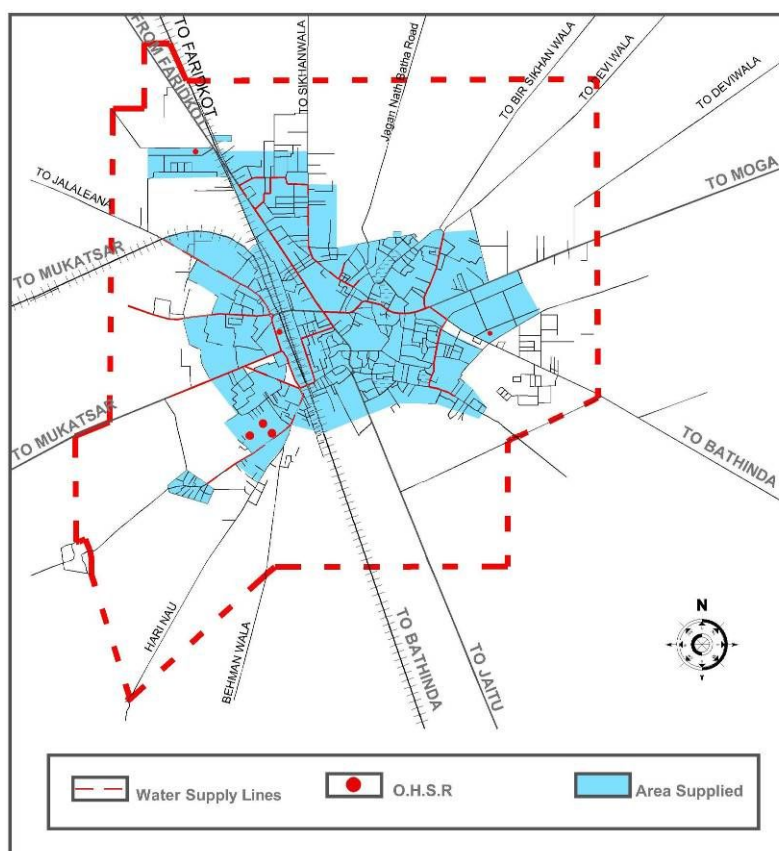 TO FARIDKOT
FROM FARIDKOT
TO SIKHANWALA
Jagan Nath Batha Road
TO BIR SIKHAN WALA
TO DEVI WALA
TO DEVIWALA
TO MOGA
TO JALALEANA
TO MUKATSAR
TO MUKATSAR
TO BATHINDA
HARI NAU
BEHMAN WALA
TO BATHINDA
TO JAITU
N
Water Supply Lines
O.H.S.R
Area Supplied